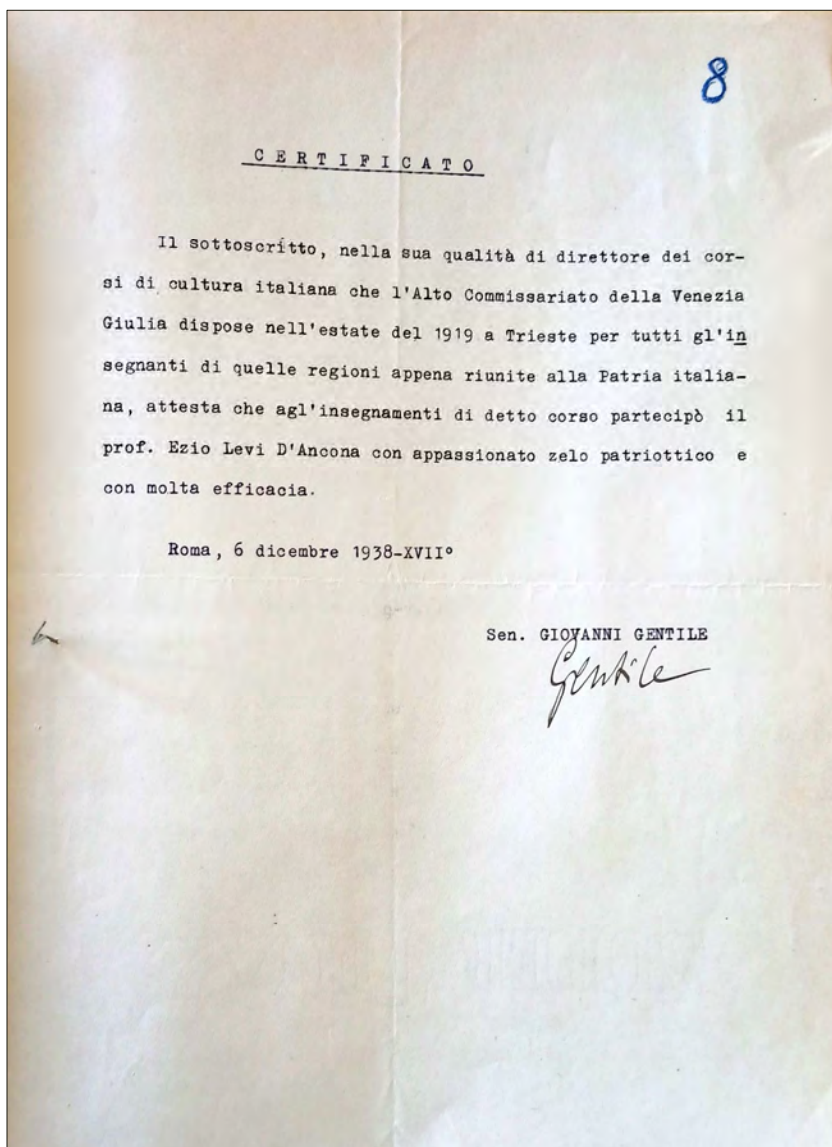 8
CERTIFICATO
Il sottoscritto, nella sua qualità di direttore dei cor-
si di cultura italiana che l'Alto Commissariato della Venezia
Giulia dispose nell'estate del 1919 a Trieste per tutti gl'in
segnanti di quelle regioni appena riunite alla Patria italia-
na, attesta che agl'insegnamenti di detto corso partecipò il
prof. Ezio Levi D'Ancona con appassionato zelo patriottico e
con molta efficacia.
Roma, 6 dicembre 1938-XVII°
Sen. GIOVANNI GENTILE
Gentile